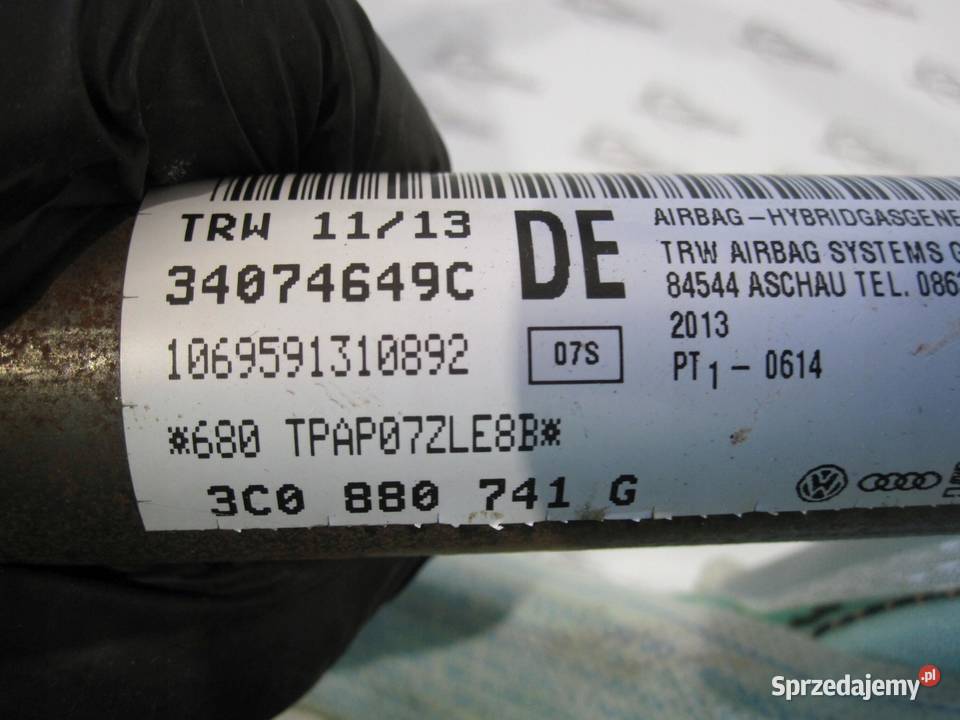 TRW 11/13
34074649C
1069591310892
*680 TPAP07ZLE8B*
3C0 880 741 G
DE
07S
AIRBAG-HYBRIDGASGENE
TRW AIRBAG SYSTEMS G
84544 ASCHAU TEL. 086
2013
PT1 - 0614
Sprzedajemy.pl